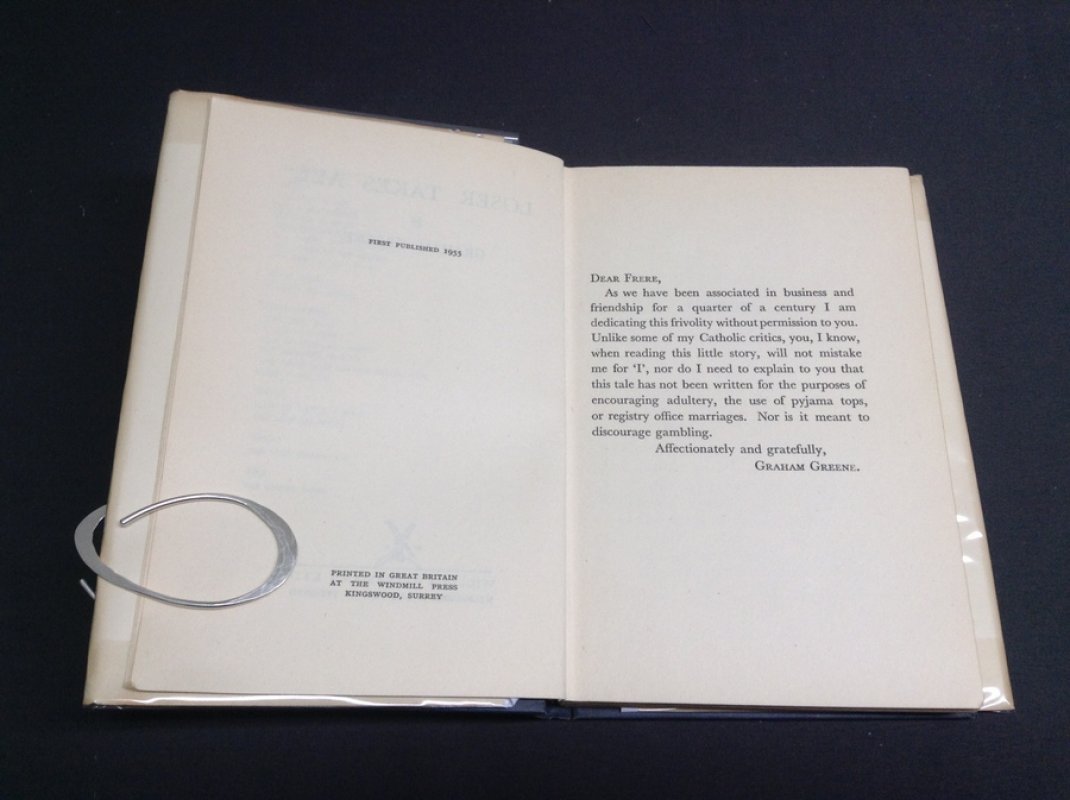 FIRST PUBLISHED 1955
PRINTED IN GREAT BRITAIN
AT THE WINDMILL PRESS
KINGSWOOD, SURREY
DEAR FRERE,
As we have been associated in business and
friendship for a quarter of a century I am
dedicating this frivolity without permission to you.
Unlike some of my Catholic critics, you, I know,
when reading this little story, will not mistake
me for ‘I’, nor do I need to explain to you that
this tale has not been written for the purposes of
encouraging adultery, the use of pyjama tops,
or registry office marriages. Nor is it meant to
discourage gambling.
Affectionately and gratefully,
GRAHAM GREENE.